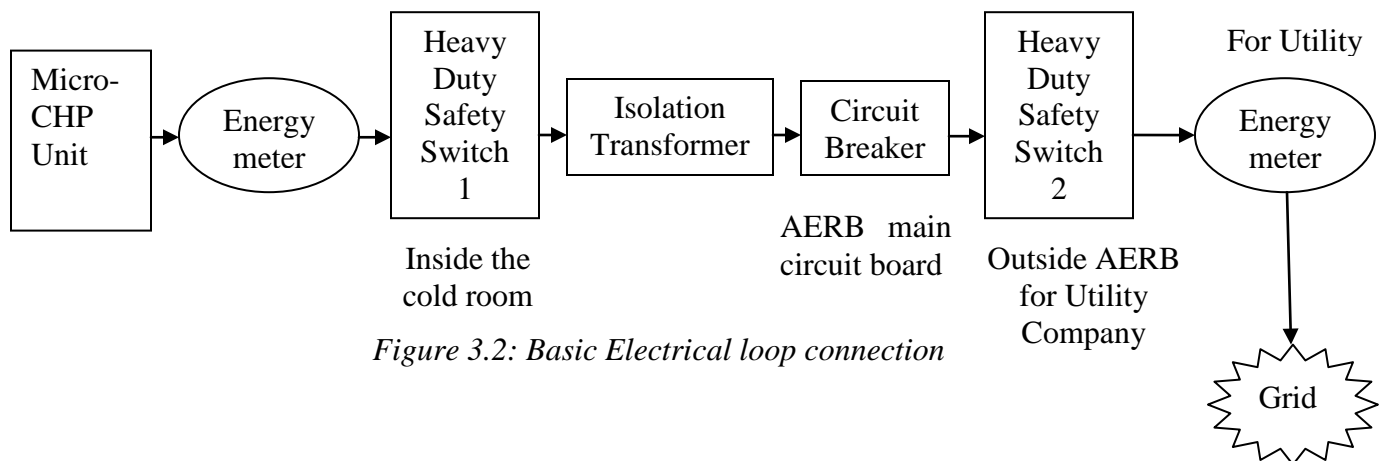 Micro-
CHP
Unit
Energy
meter
Heavy
Duty
Safety
Switch
1
Inside the
cold room
Isolation
Transformer
Circuit
Breaker
AERB main
circuit board
Heavy
Duty
Safety
Switch
2
Outside AERB
for Utility
Company
For Utility
Energy
meter
Grid
Figure 3.2: Basic Electrical loop connection